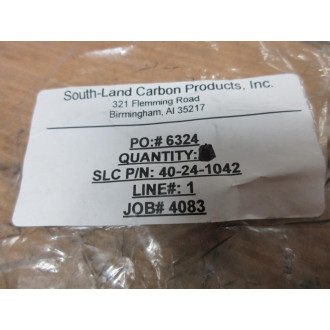 South-Land Carbon Products, Inc.
321 Flemming Road
Birmingham, Al 35217
PO:# 6324
QUANTITY:
SLC P/N: 40-24-1042
LINE#: 1
JOB# 4083